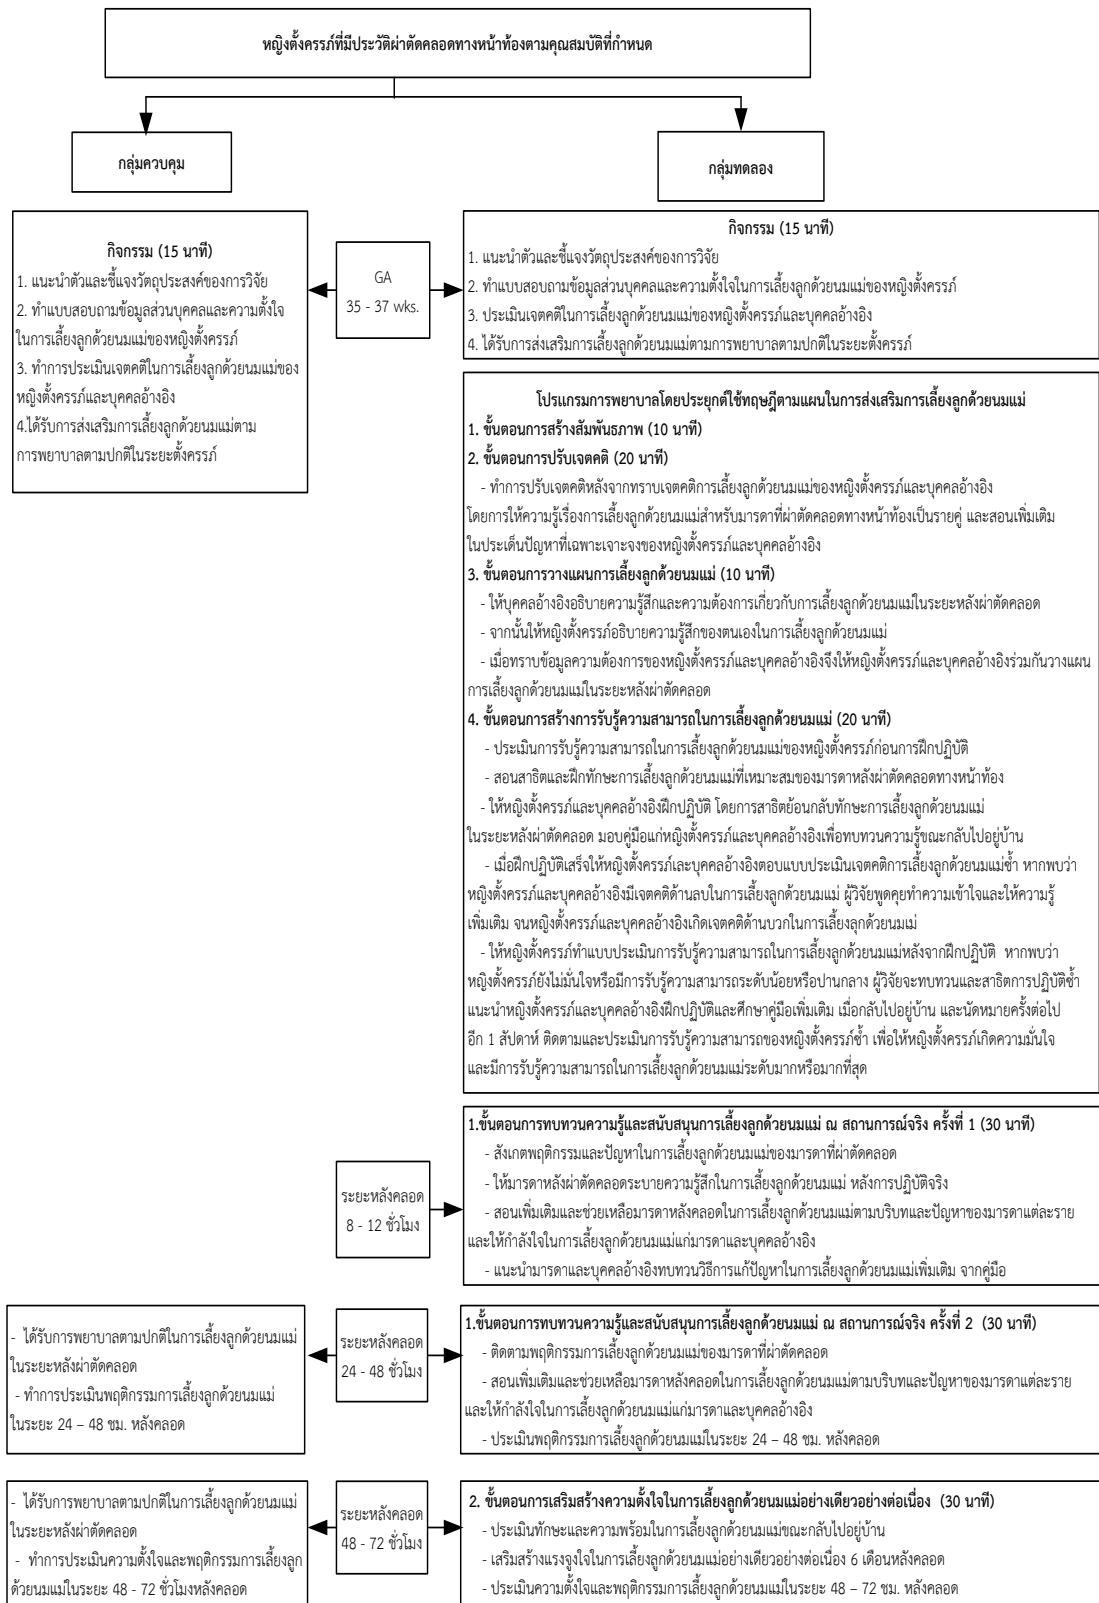 หญิงตั้งครรภ์ที่มีประวัติผ่าตัดคลอดทางหน้าท้องตามคุณสมบัติที่กำหนด
กลุ่มควบคุม
กลุ่มทดลอง
กิจกรรม (15 นาที)
1. แนะนำตัวและชี้แจงวัตถุประสงค์ของการวิจัย
2. ทำแบบสอบถามข้อมูลส่วนบุคคลและความตั้งใจ
ในการเลี้ยงลูกด้วยนมแม่ของหญิงตั้งครรภ์
3. ทำการประเมินเจตคติในการเลี้ยงลูกด้วยนมแม่ของ
หญิงตั้งครรภ์และบุคคลอ้างอิง
4.ได้รับการส่งเสริมการเลี้ยงลูกด้วยนมแม่ตาม
การพยาบาลตามปกติในระยะตั้งครรภ์
GA
35 - 37 wks.
กิจกรรม (15 นาที)
1. แนะนำตัวและชี้แจงวัตถุประสงค์ของการวิจัย
2. ทำแบบสอบถามข้อมูลส่วนบุคคลและความตั้งใจในการเลี้ยงลูกด้วยนมแม่ของหญิงตั้งครรภ์
3. ประเมินเจตคติในการเลี้ยงลูกด้วยนมแม่ของหญิงตั้งครรภ์และบุคคลอ้างอิง
4. ได้รับการส่งเสริมการเลี้ยงลูกด้วยนมแม่ตามการพยาบาลตามปกติในระยะตั้งครรภ์
โปรแกรมการพยาบาลโดยประยุกต์ใช้ทฤษฎีตามแผนในการส่งเสริมการเลี้ยงลูกด้วยนมแม่
1. ขั้นตอนการสร้างสัมพันธภาพ (10 นาที)
2. ขั้นตอนการปรับเจตคติ (20 นาที)
- ทำการปรับเจตคติหลังจากทราบเจตคติการเลี้ยงลูกด้วยนมแม่ของหญิงตั้งครรภ์และบุคคลอ้างอิง
โดยการให้ความรู้เรื่องการเลี้ยงลูกด้วยนมแม่สำหรับมารดาที่ผ่าตัดคลอดทางหน้าท้องเป็นรายคู่ และสอนเพิ่มเติม
ในประเด็นปัญหาที่เฉพาะเจาะจงของหญิงตั้งครรภ์และบุคคลอ้างอิง
3. ขั้นตอนการวางแผนการเลี้ยงลูกด้วยนมแม่ (10 นาที)
- ให้บุคคลอ้างอิงอธิบายความรู้สึกและความต้องการเกี่ยวกับการเลี้ยงลูกด้วยนมแม่ในระยะหลังผ่าตัดคลอด
- จากนั้นให้หญิงตั้งครรภ์อธิบายความรู้สึกของตนเองในการเลี้ยงลูกด้วยนมแม่
- เมื่อทราบข้อมูลความต้องการของหญิงตั้งครรภ์และบุคคลอ้างอิงจึงให้หญิงตั้งครรภ์และบุคคลอ้างอิงร่วมกันวางแผน
การเลี้ยงลูกด้วยนมแม่ในระยะหลังผ่าตัดคลอด
4. ขั้นตอนการสร้างการรับรู้ความสามารถในการเลี้ยงลูกด้วยนมแม่ (20 นาที)
- ประเมินการรับรู้ความสามารถในการเลี้ยงลูกด้วยนมแม่ของหญิงตั้งครรภ์ก่อนการฝึกปฏิบัติ
- สอนสาธิตและฝึกทักษะการเลี้ยงลูกด้วยนมแม่ที่เหมาะสมของมารดาหลังผ่าตัดคลอดทางหน้าท้อง
- ให้หญิงตั้งครรภ์และบุคคลอ้างอิงฝึกปฏิบัติ โดยการสาธิตย้อนกลับทักษะการเลี้ยงลูกด้วยนมแม่
ในระยะหลังผ่าตัดคลอด มอบคู่มือแก่หญิงตั้งครรภ์และบุคคลอ้างอิงเพื่อทบทวนความรู้ขณะกลับไปอยู่บ้าน
- เมื่อฝึกปฏิบัติเสร็จให้หญิงตั้งครรภ์และบุคคลอ้างอิงตอบแบบประเมินเจตคติการเลี้ยงลูกด้วยนมแม่ซ้ำ หากพบว่า
หญิงตั้งครรภ์และบุคคลอ้างอิงมีเจตคติด้านลบในการเลี้ยงลูกด้วยนมแม่ ผู้วิจัยพูดคุยทำความเข้าใจและให้ความรู้
เพิ่มเติม จนหญิงตั้งครรภ์และบุคคลอ้างอิงเกิดเจตคติด้านบวกในการเลี้ยงลูกด้วยนมแม่
- ให้หญิงตั้งครรภ์ทำแบบประเมินการรับรู้ความสามารถในการเลี้ยงลูกด้วยนมแม่หลังจากฝึกปฏิบัติ หากพบว่า
หญิงตั้งครรภ์ยังไม่มั่นใจหรือมีการรับรู้ความสามารถระดับน้อยหรือปานกลาง ผู้วิจัยจะทบทวนและสาธิตการปฏิบัติซ้ำ
แนะนำหญิงตั้งครรภ์และบุคคลอ้างอิงฝึกปฏิบัติและศึกษาคู่มือเพิ่มเติม เมื่อกลับไปอยู่บ้าน และนัดหมายครั้งต่อไป
อีก 1 สัปดาห์ ติดตามและประเมินการรับรู้ความสามารถของหญิงตั้งครรภ์ซ้ำ เพื่อให้หญิงตั้งครรภ์เกิดความมั่นใจ
และมีการรับรู้ความสามารถในการเลี้ยงลูกด้วยนมแม่ระดับมากหรือมากที่สุด
ระยะหลังคลอด
8 - 12 ชั่วโมง
1.ขั้นตอนการทบทวนความรู้และสนับสนุนการเลี้ยงลูกด้วยนมแม่ ณ สถานการณ์จริง ครั้งที่ 1 (30 นาที)
- สังเกตพฤติกรรมและปัญหาในการเลี้ยงลูกด้วยนมแม่ของมารดาที่ผ่าตัดคลอด
- ให้มารดาหลังผ่าตัดคลอดระบายความรู้สึกในการเลี้ยงลูกด้วยนมแม่ หลังการปฏิบัติจริง
- สอนเพิ่มเติมและช่วยเหลือมารดาหลังคลอดในการเลี้ยงลูกด้วยนมแม่ตามบริบทและปัญหาของมารดาแต่ละราย
และให้กำลังใจในการเลี้ยงลูกด้วยนมแม่แก่มารดาและบุคคลอ้างอิง
- แนะนำมารดาและบุคคลอ้างอิงทบทวนวิธีการแก้ปัญหาในการเลี้ยงลูกด้วยนมแม่เพิ่มเติม จากคู่มือ
- ได้รับการพยาบาลตามปกติในการเลี้ยงลูกด้วยนมแม่
ในระยะหลังผ่าตัดคลอด
- ทำการประเมินพฤติกรรมการเลี้ยงลูกด้วยนมแม่
ในระยะ 24 – 48 ชม. หลังคลอด
ระยะหลังคลอด
24 - 48 ชั่วโมง
1.ขั้นตอนการทบทวนความรู้และสนับสนุนการเลี้ยงลูกด้วยนมแม่ ณ สถานการณ์จริง ครั้งที่ 2 (30 นาที)
- ติดตามพฤติกรรมการเลี้ยงลูกด้วยนมแม่ของมารดาที่ผ่าตัดคลอด
- สอนเพิ่มเติมและช่วยเหลือมารดาหลังคลอดในการเลี้ยงลูกด้วยนมแม่ตามบริบทและปัญหาของมารดาแต่ละราย
และให้กำลังใจในการเลี้ยงลูกด้วยนมแม่แก่มารดาและบุคคลอ้างอิง
- ประเมินพฤติกรรมการเลี้ยงลูกด้วยนมแม่ในระยะ 24 – 48 ชม. หลังคลอด
- ได้รับการพยาบาลตามปกติในการเลี้ยงลูกด้วยนมแม่
ในระยะหลังผ่าตัดคลอด
- ทำการประเมินความตั้งใจและพฤติกรรมการเลี้ยงลูก
ด้วยนมแม่ในระยะ 48 - 72 ชั่วโมงหลังคลอด
ระยะหลังคลอด
48 - 72 ชั่วโมง
2. ขั้นตอนการเสริมสร้างความตั้งใจในการเลี้ยงลูกด้วยนมแม่อย่างเดียวอย่างต่อเนื่อง (30 นาที)
- ประเมินทักษะและความพร้อมในการเลี้ยงลูกด้วยนมแม่ขณะกลับไปอยู่บ้าน
- เสริมสร้างแรงจูงใจในการเลี้ยงลูกด้วยนมแม่อย่างเดียวอย่างต่อเนื่อง 6 เดือนหลังคลอด
- ประเมินความตั้งใจและพฤติกรรมการเลี้ยงลูกด้วยนมแม่ในระยะ 48 – 72 ชม. หลังคลอด